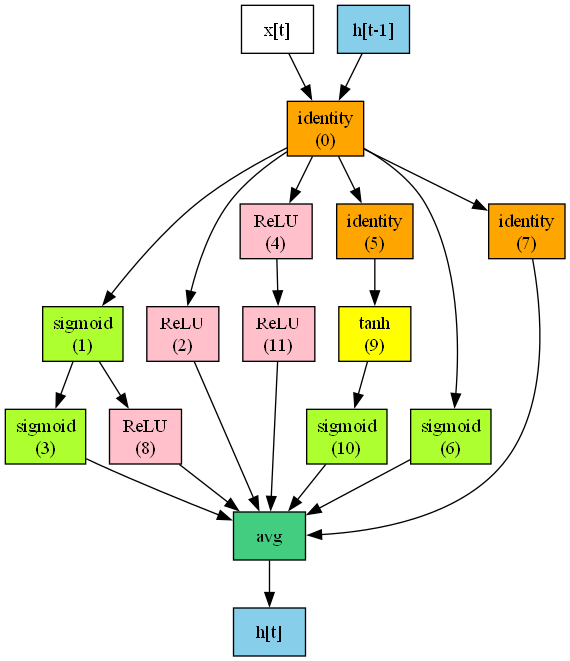 x[t]
h[t-1]
identity
(0)
ReLU
(4)
identity
(5)
identity
(7)
sigmoid
(1)
ReLU
(2)
ReLU
(11)
tanh
(9)
sigmoid
(3)
ReLU
(8)
sigmoid
(10)
sigmoid
(6)
avg
h[t]